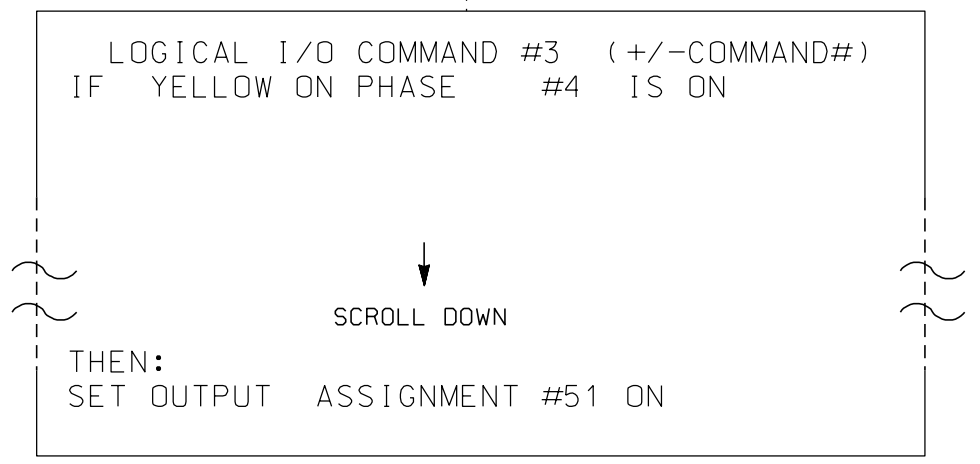 LOGICAL I/O COMMAND #3 (+/-COMMAND#)
IF YELLOW ON PHASE #4 IS ON
SCROLL DOWN
THEN:
SET OUTPUT ASSIGNMENT #51 ON